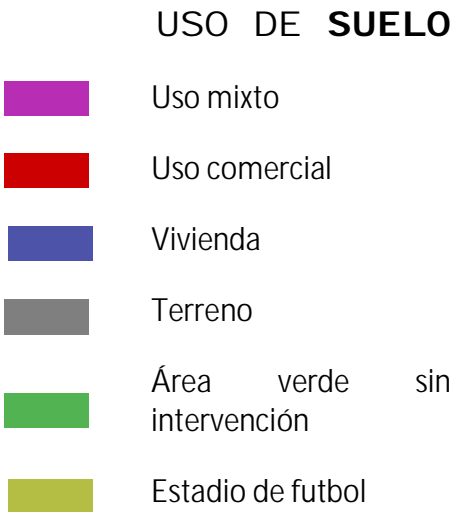 USO DE SUELO
Uso mixto
Uso comercial
Vivienda
Terreno
Área verde sin
intervención
Estadio de futbol